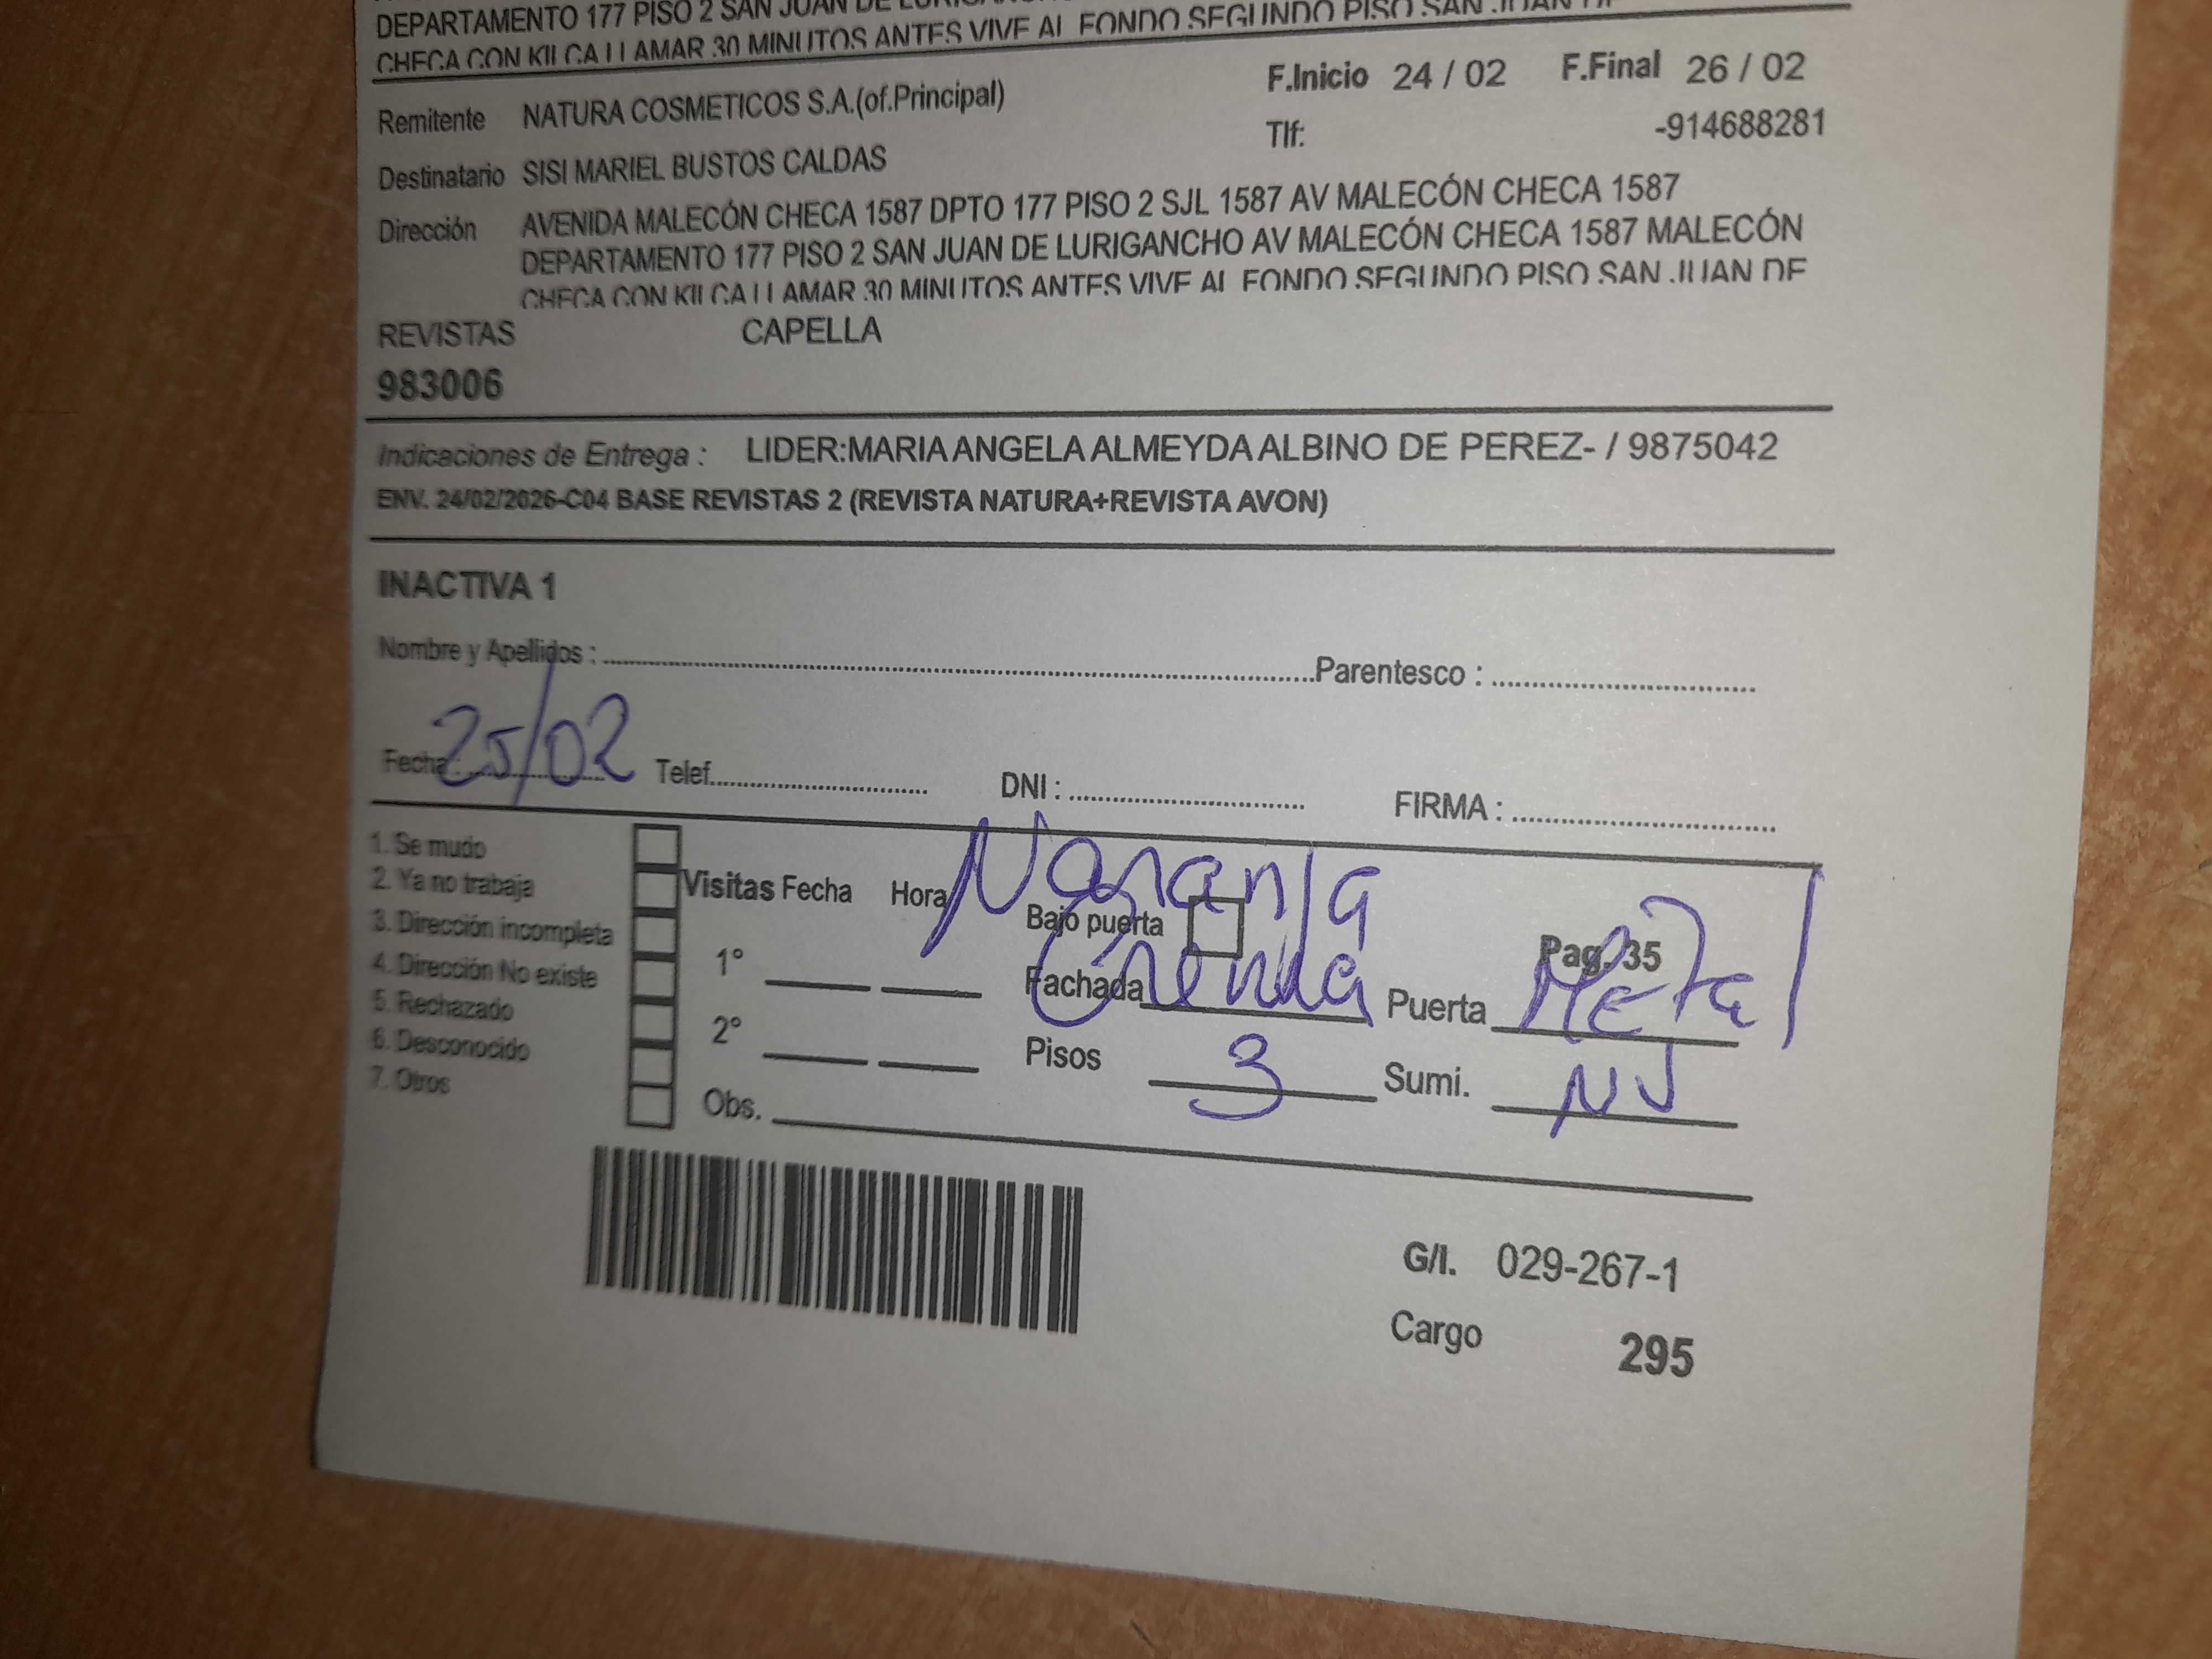 DEPARTAMENTO 177 PISO 2 SAN JUAN DE
CHECA CON KILCA LLAMAR 30 MINUTOS ANTES VIVE AL FONDO SEGUNDO PISO SAN JUAN DE
Remitente NATURA COSMETICOS S.A.(of.Principal) F.Inicio 24 / 02 F.Final 26 / 02
Tlf: -914688281
Destinatario SISI MARIEL BUSTOS CALDAS
Dirección AVENIDA MALECÓN CHECA 1587 DPTO 177 PISO 2 SJL 1587 AV MALECÓN CHECA 1587
DEPARTAMENTO 177 PISO 2 SAN JUAN DE LURIGANCHO AV MALECÓN CHECA 1587 MALECÓN
CHECA CON KILCA LLAMAR 30 MINUTOS ANTES VIVE AL FONDO SEGUNDO PISO SAN JUAN DE
REVISTAS CAPELLA
983006
Indicaciones de Entrega : LIDER:MARIA ANGELA ALMEYDA ALBINO DE PEREZ- / 9875042
ENV. 24/02/2026-C04 BASE REVISTAS 2 (REVISTA NATURA+REVISTA AVON)
INACTIVA 1
Nombre y Apellidos : Parentesco :
Fecha: 25/02 Telef. DNI : FIRMA :
1. Se mudo
2. Ya no trabaja
3. Dirección incompleta
4. Dirección No existe
5. Rechazado
6. Desconocido
7. Otros
Visitas Fecha Hora
1°
2°
Obs.
Naranja
Bajo puerta Pag. 35
Fachada Crema Puerta Metal
Pisos 3 Sumi. NJ
G/I. 029-267-1
Cargo 295